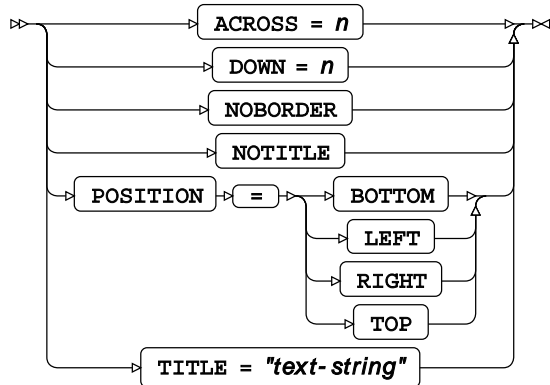 ACROSS = n
DOWN = n
NOBORDER
NOTITLE
POSITION = BOTTOM
LEFT
RIGHT
TOP
TITLE = "text-string"